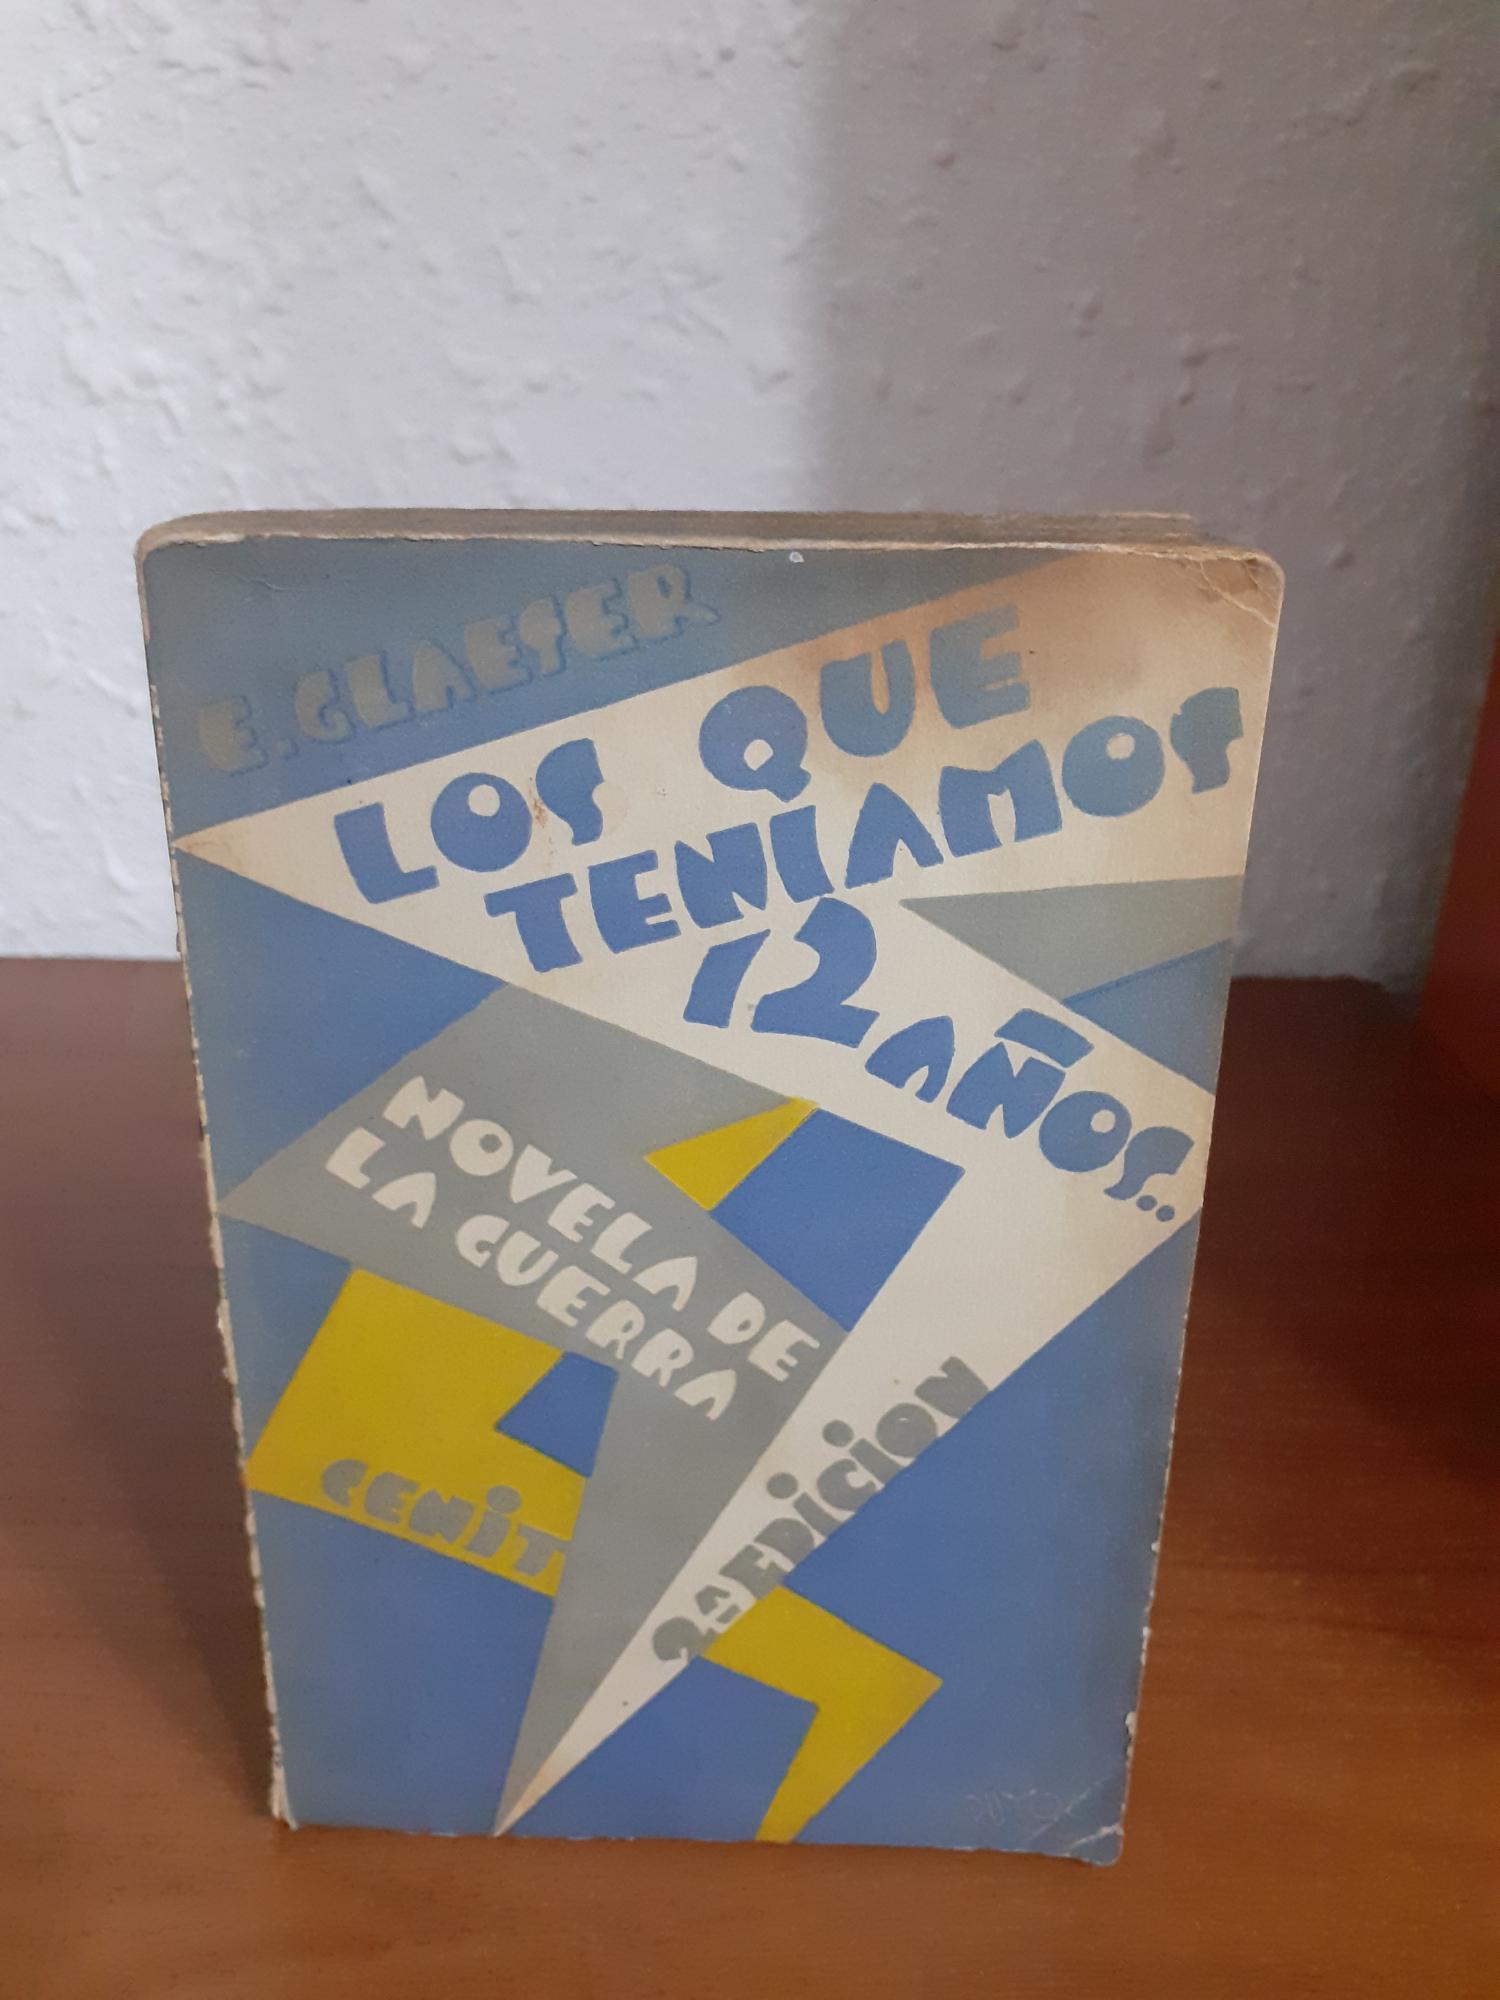 E. GLAESER
LOS QUE
TENIAMOS
12 AÑOS..
NOVELA DE
LA GUERRA
CENIT
2ª EDICION